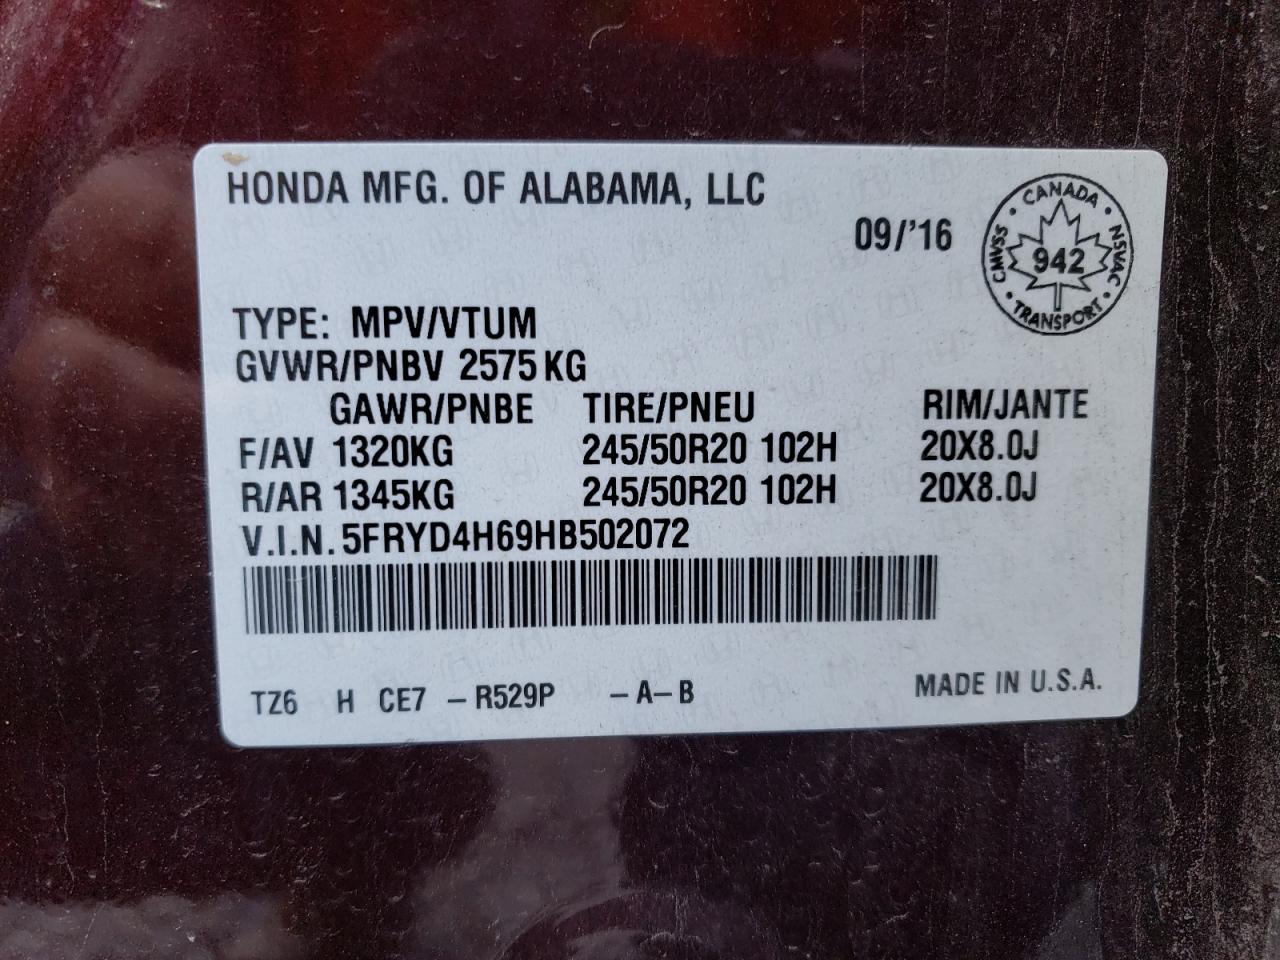 HONDA MFG. OF ALABAMA, LLC
09/'16
CANADA
CMVSS
NSVAC
942
TRANSPORT
TYPE: MPV/VTUM
GVWR/PNBV 2575 KG
GAWR/PNBE TIRE/PNEU RIM/JANTE
F/AV 1320KG 245/50R20 102H 20X8.0J
R/AR 1345KG 245/50R20 102H 20X8.0J
V.I.N. 5FRYD4H69HB502072
TZ6 H CE7 -R529P -A-B MADE IN U.S.A.